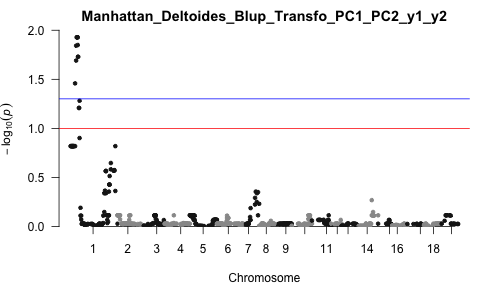 Manhattan_Deltoides_Blup_Transfo_PC1_PC2_y1_y2
− log10(p)
2.0
1.5
1.0
0.5
0.0
1 2 3 4 5 6 7 8 9 11 14 16 18
Chromosome